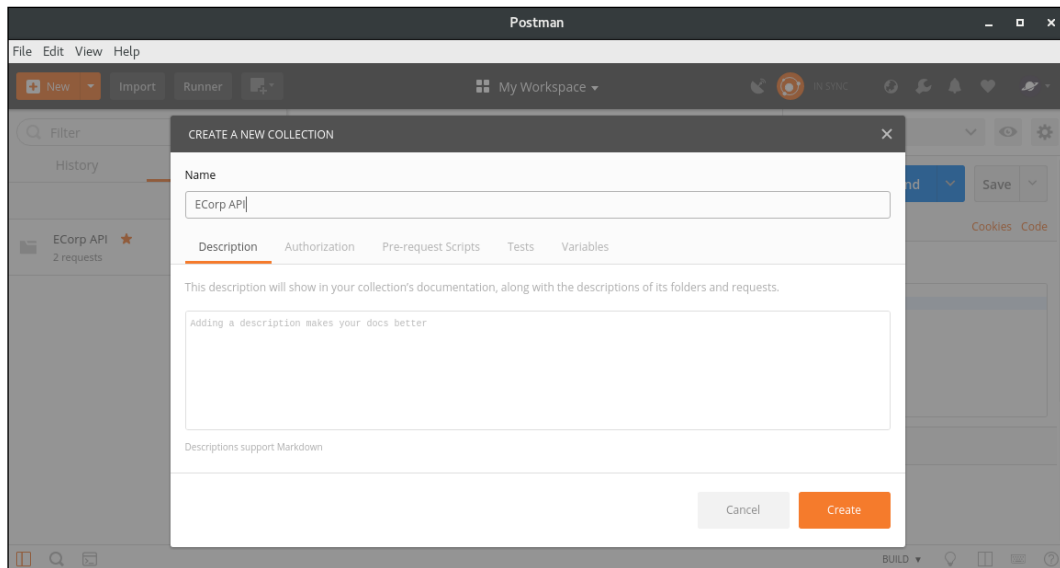 Postman
File Edit View Help
New Import Runner My Workspace IN SYNC
Filter
History
ECorp API
2 requests
CREATE A NEW COLLECTION
Name
ECorp API
Description Authorization Pre-request Scripts Tests Variables
This description will show in your collection's documentation, along with the descriptions of its folders and requests.
Adding a description makes your docs better
Descriptions support Markdown
Cancel Create
nd Save
Cookies Code
BUILD